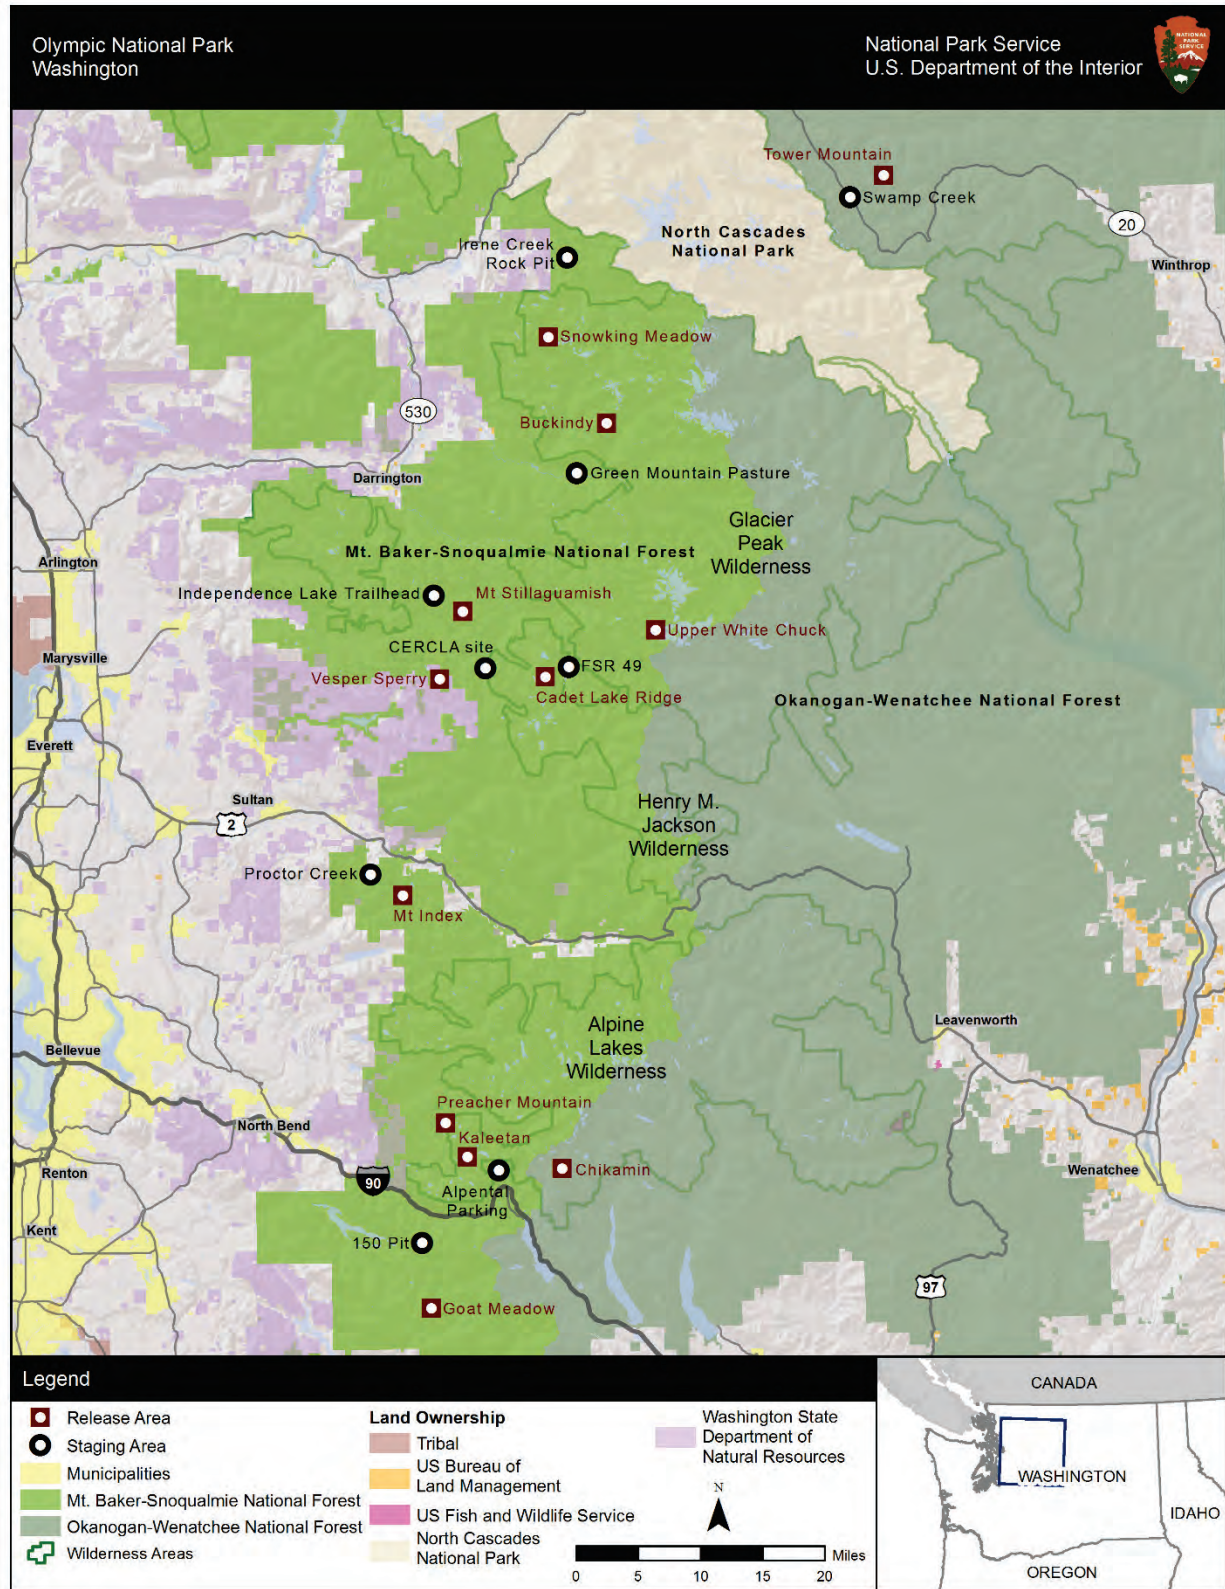 Olympic National Park
Washington
National Park Service
U.S. Department of the Interior
NATIONAL
PARK
SERVICE
Tower Mountain
Swamp Creek
North Cascades
National Park
20
Winthrop
Irene Creek
Rock Pit
Snowking Meadow
530
Buckindy
Darrington
Green Mountain Pasture
Glacier
Peak
Wilderness
Mt. Baker-Snoqualmie National Forest
Arlington
Independence Lake Trailhead
Mt Stillaguamish
Upper White Chuck
CERCLA site
Marysville
FSR 49
Vesper Sperry
Cadet Lake Ridge
Okanogan-Wenatchee National Forest
Everett
Sultan
2
Henry M.
Jackson
Wilderness
Proctor Creek
Mt Index
Leavenworth
Alpine
Lakes
Wilderness
Bellevue
Preacher Mountain
North Bend
Kaleetan
Renton
90
Chikamin
Wenatchee
Alpental
Parking
Kent
150 Pit
97
Goat Meadow
Legend
Release Area
Staging Area
Municipalities
Mt. Baker-Snoqualmie National Forest
Okanogan-Wenatchee National Forest
Wilderness Areas
Land Ownership
Tribal
US Bureau of
Land Management
US Fish and Wildlife Service
North Cascades
National Park
Washington State
Department of
Natural Resources
N
Miles
0 5 10 15 20
CANADA
WASHINGTON
IDAHO
OREGON